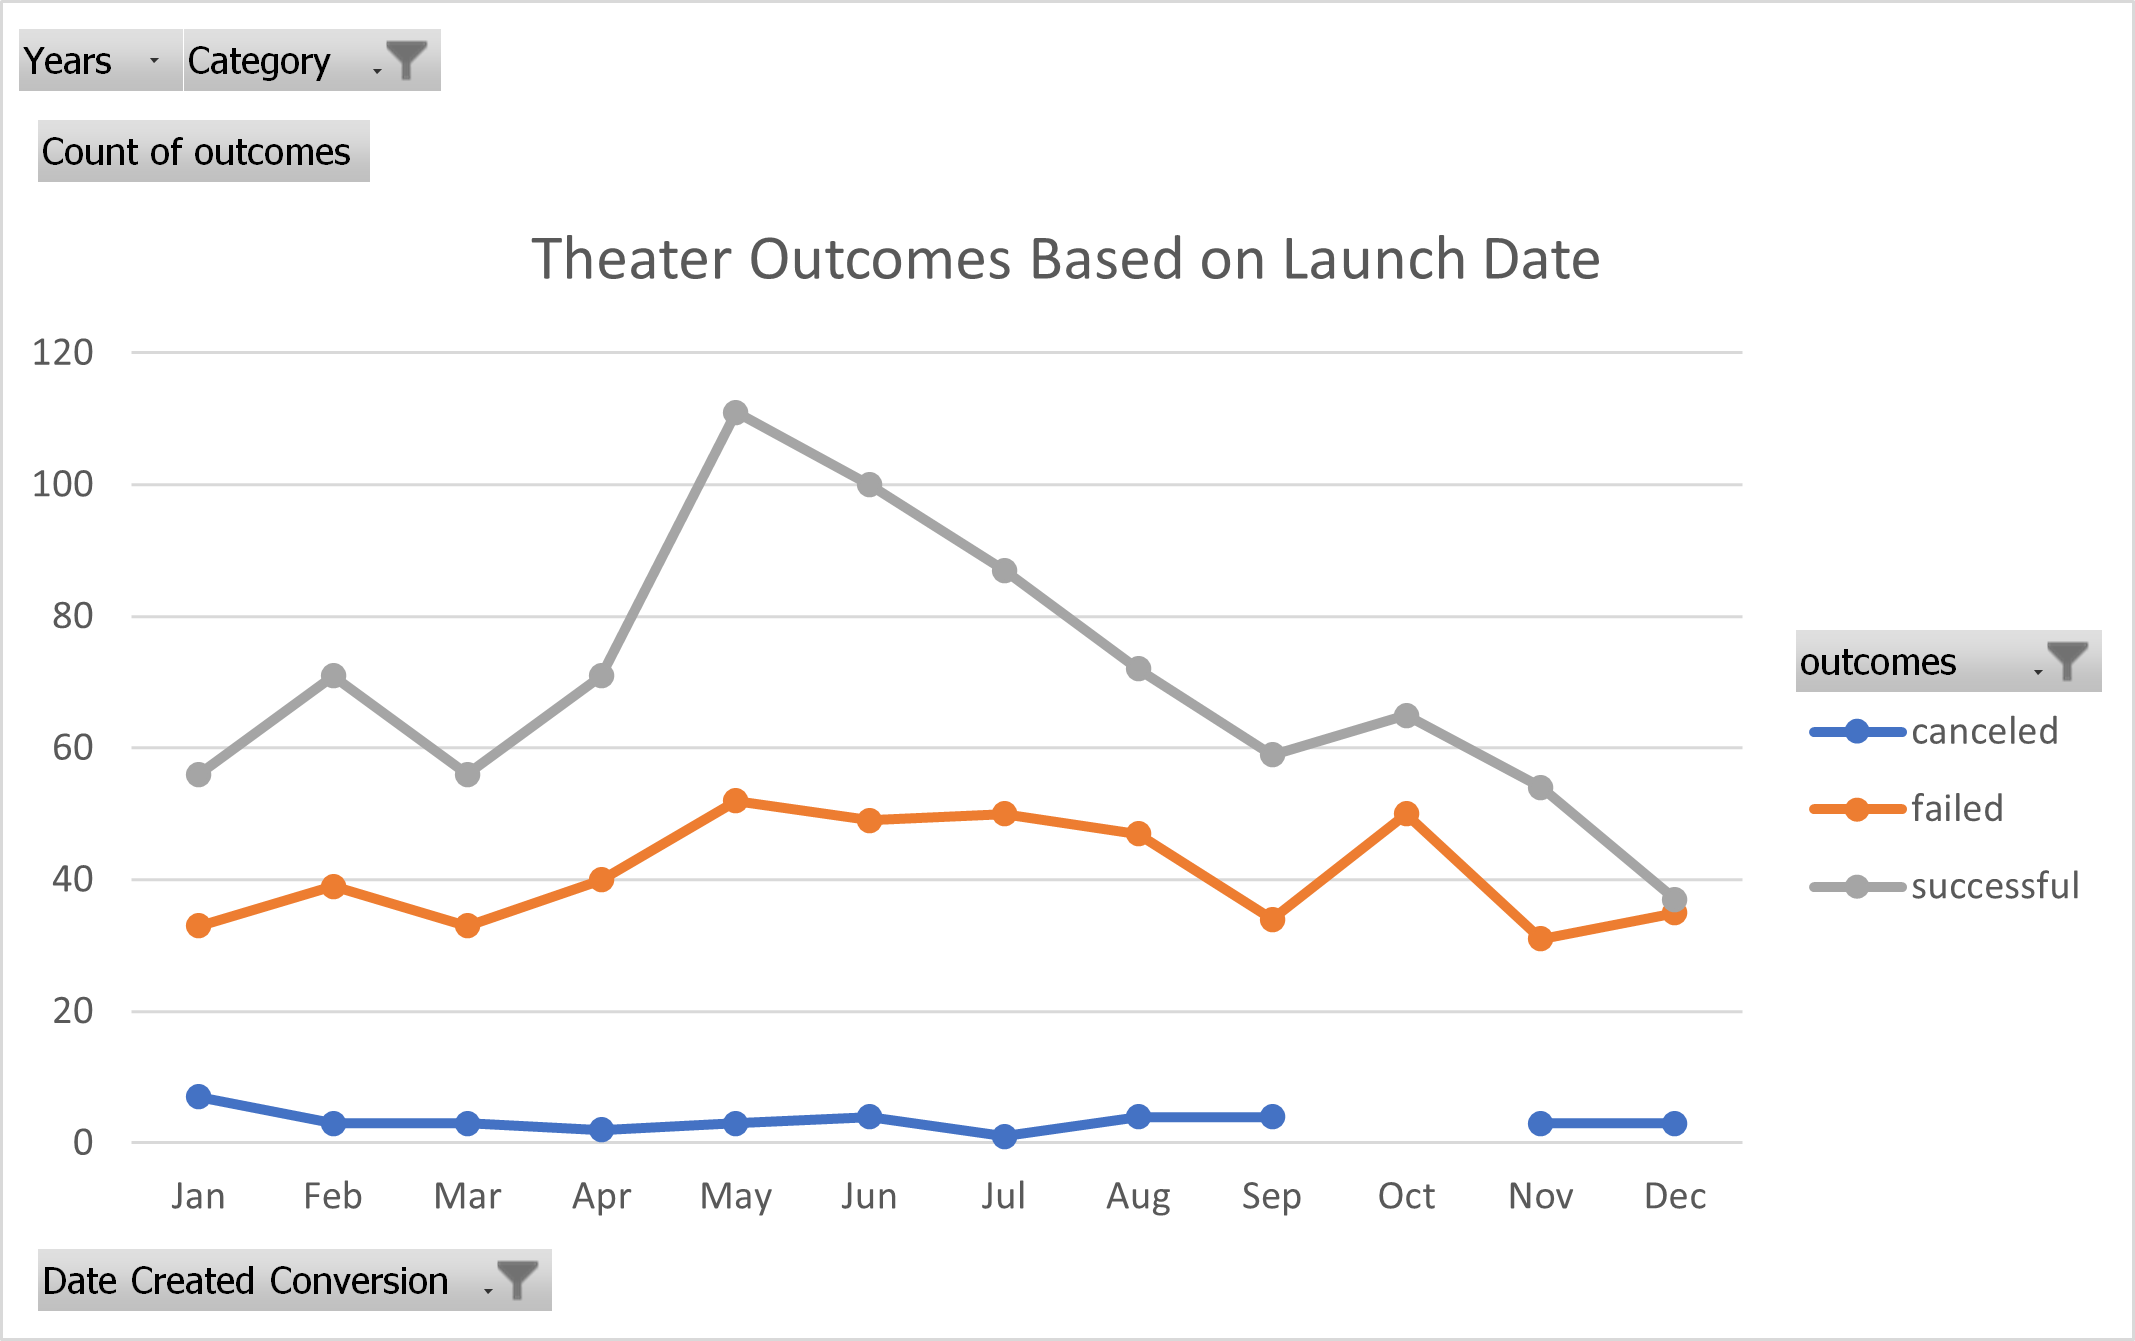 Years Category
Count of outcomes
Theater Outcomes Based on Launch Date
120
100
80
60
40
20
0
Jan Feb Mar Apr May Jun Jul Aug Sep Oct Nov Dec
outcomes
canceled
failed
successful
Date Created Conversion